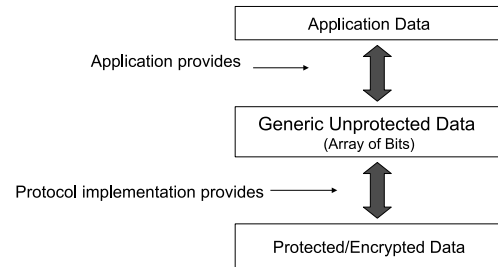 Application Data
Application provides
Generic Unprotected Data
(Array of Bits)
Protocol implementation provides
Protected/Encrypted Data